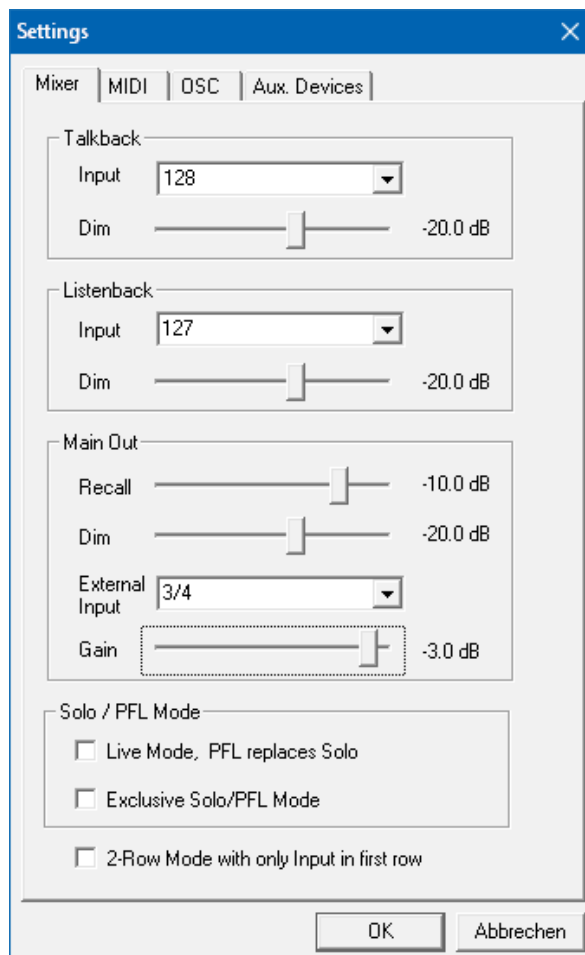 Settings
Mixer MIDI OSC Aux. Devices
Talkback
Input 128
Dim -20.0 dB
Listenback
Input 127
Dim -20.0 dB
Main Out
Recall -10.0 dB
Dim -20.0 dB
External
Input 3/4
Gain -3.0 dB
Solo / PFL Mode
Live Mode, PFL replaces Solo
Exclusive Solo/PFL Mode
2-Row Mode with only Input in first row
OK Abbrechen